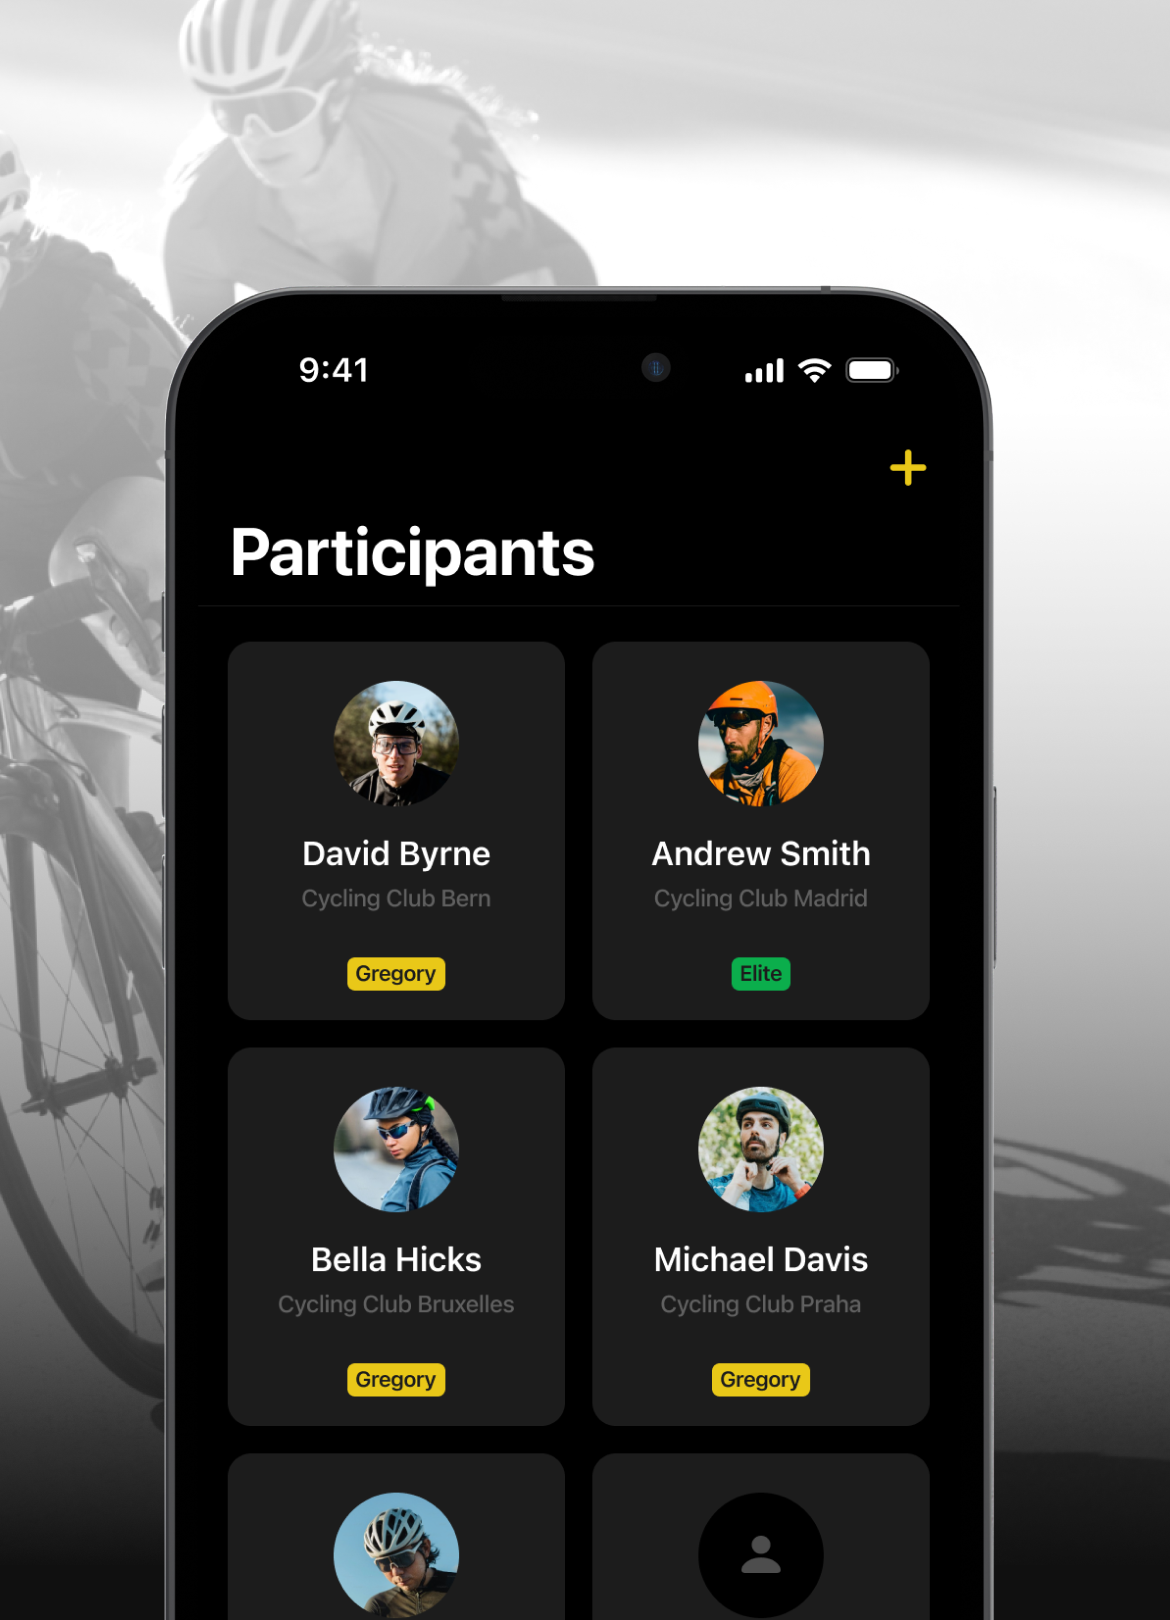 9:41
Participants
David Byrne
Cycling Club Bern
Gregory
Andrew Smith
Cycling Club Madrid
Elite
Bella Hicks
Cycling Club Bruxelles
Gregory
Michael Davis
Cycling Club Praha
Gregory